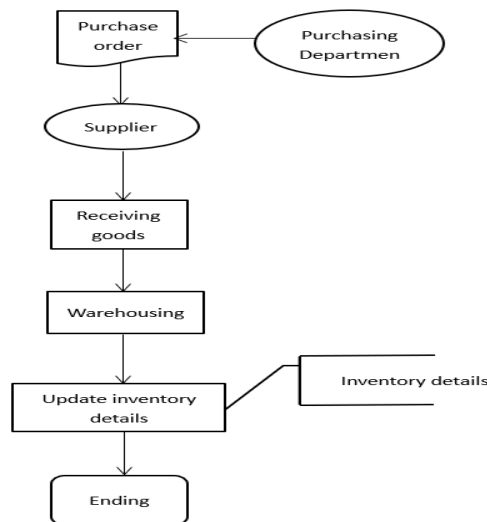 Purchase
order
Purchasing
Departmen
Supplier
Receiving
goods
Warehousing
Update inventory
details
Inventory details
Ending